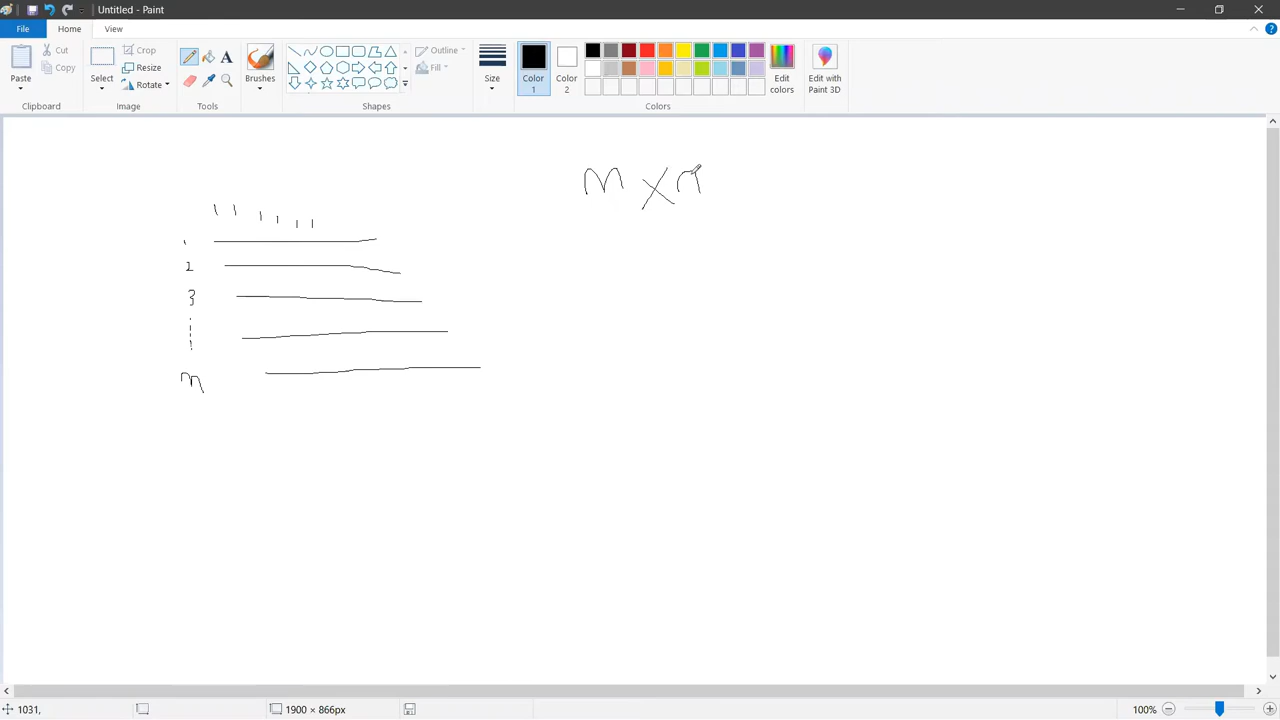 Untitled - Paint
File
Home
View
Paste
Cut
Copy
Clipboard
Select
Crop
Resize
Rotate
Image
Tools
Brushes
Shapes
Outline
Fill
Size
Color 1
Color 2
Edit colors
Colors
Edit with Paint 3D
m x n
1
2
3
m
1031,
1900 × 866px
100%